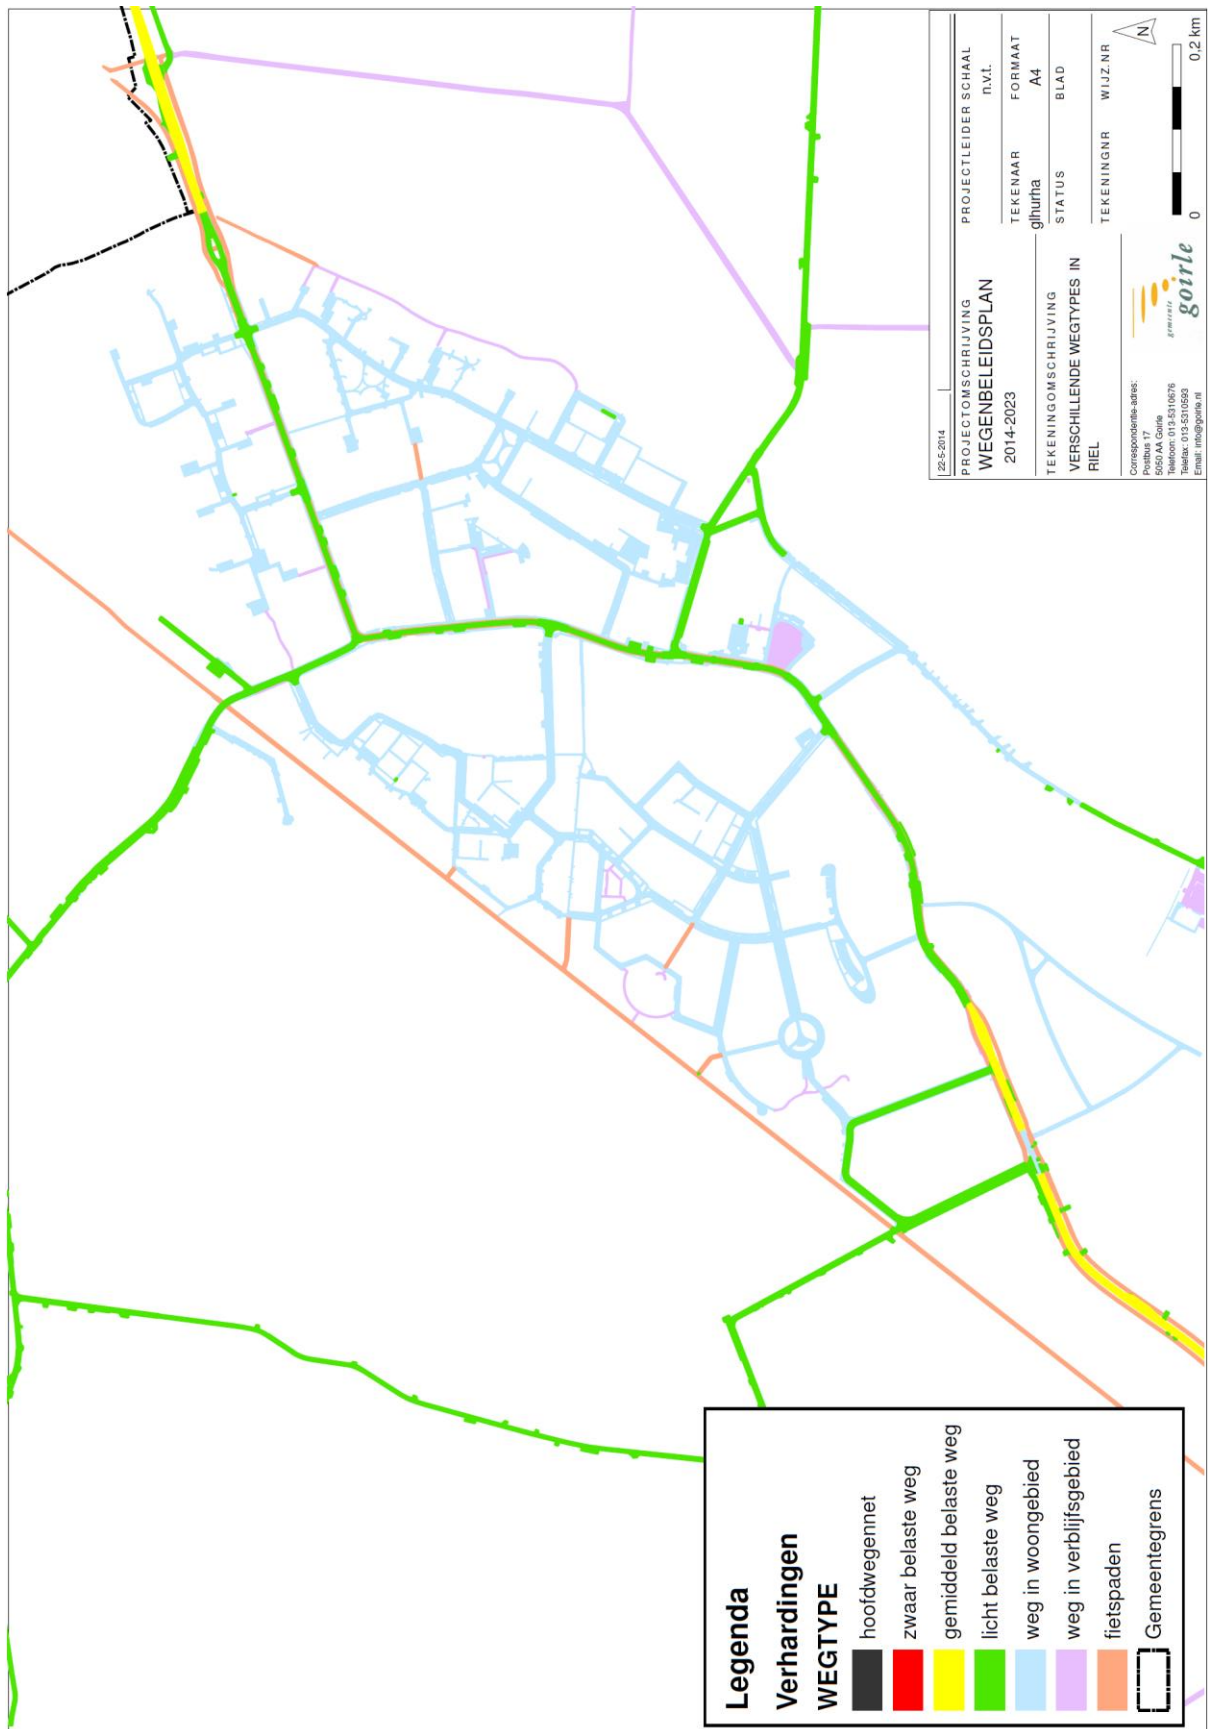 Legenda
Verhardingen
WEGTYPE
hoofdwegennet
zwaar belaste weg
gemiddeld belaste weg
licht belaste weg
weg in woongebied
weg in verblijfsgebied
fietspaden
Gemeentegrens
22-5-2014
PROJECTOMSCHRIJVING
WEGENBELEIDSPLAN
2014-2023
TEKENINGOMSCHRIJVING
VERSCHILLENDE WEGTYPES IN
RIEL
PROJECTLEIDER SCHAAL
n.v.t.
TEKENAAR FORMAAT
glhurha A4
STATUS BLAD
TEKENINGNR WIJZ.NR
Correspondentie-adres:
Postbus 17
5050 AA Goirle
Telefoon: 013-5310676
Telefax: 013-5310593
Email: info@goirle.nl
gemeente
goirle
N
0 0,2 km